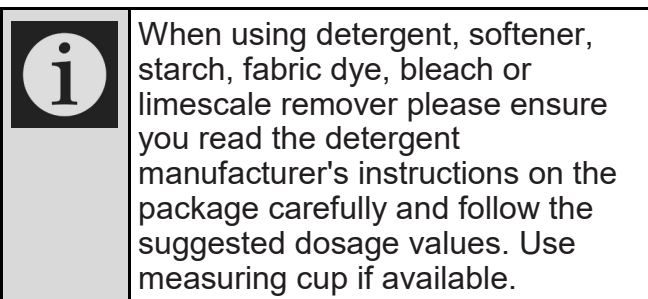 When using detergent, softener,
starch, fabric dye, bleach or
limescale remover please ensure
you read the detergent
manufacturer's instructions on the
package carefully and follow the
suggested dosage values. Use
measuring cup if available.